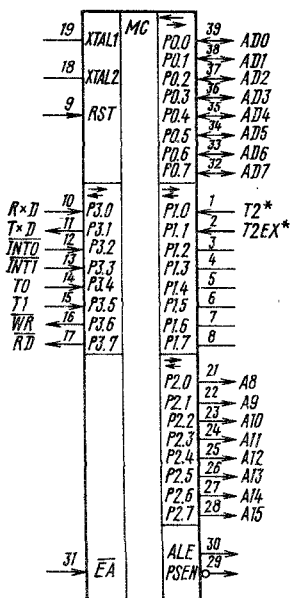 MC
19 XTAL1
18 XTAL2
9 RST
P0.0 39 AD0
P0.1 38 AD1
P0.2 37 AD2
P0.3 36 AD3
P0.4 35 AD4
P0.5 34 AD5
P0.6 33 AD6
P0.7 32 AD7
R×D 10 P3.0
T×D 11 P3.1
INT0 12 P3.2
INT1 13 P3.3
T0 14 P3.4
T1 15 P3.5
WR 16 P3.6
RD 17 P3.7
P1.0 1 T2*
P1.1 2 T2EX*
P1.2 3
P1.3 4
P1.4 5
P1.5 6
P1.6 7
P1.7 8
P2.0 21 A8
P2.1 22 A9
P2.2 23 A10
P2.3 24 A11
P2.4 25 A12
P2.5 26 A13
P2.6 27 A14
P2.7 28 A15
31 EA
ALE 30
PSEN 29